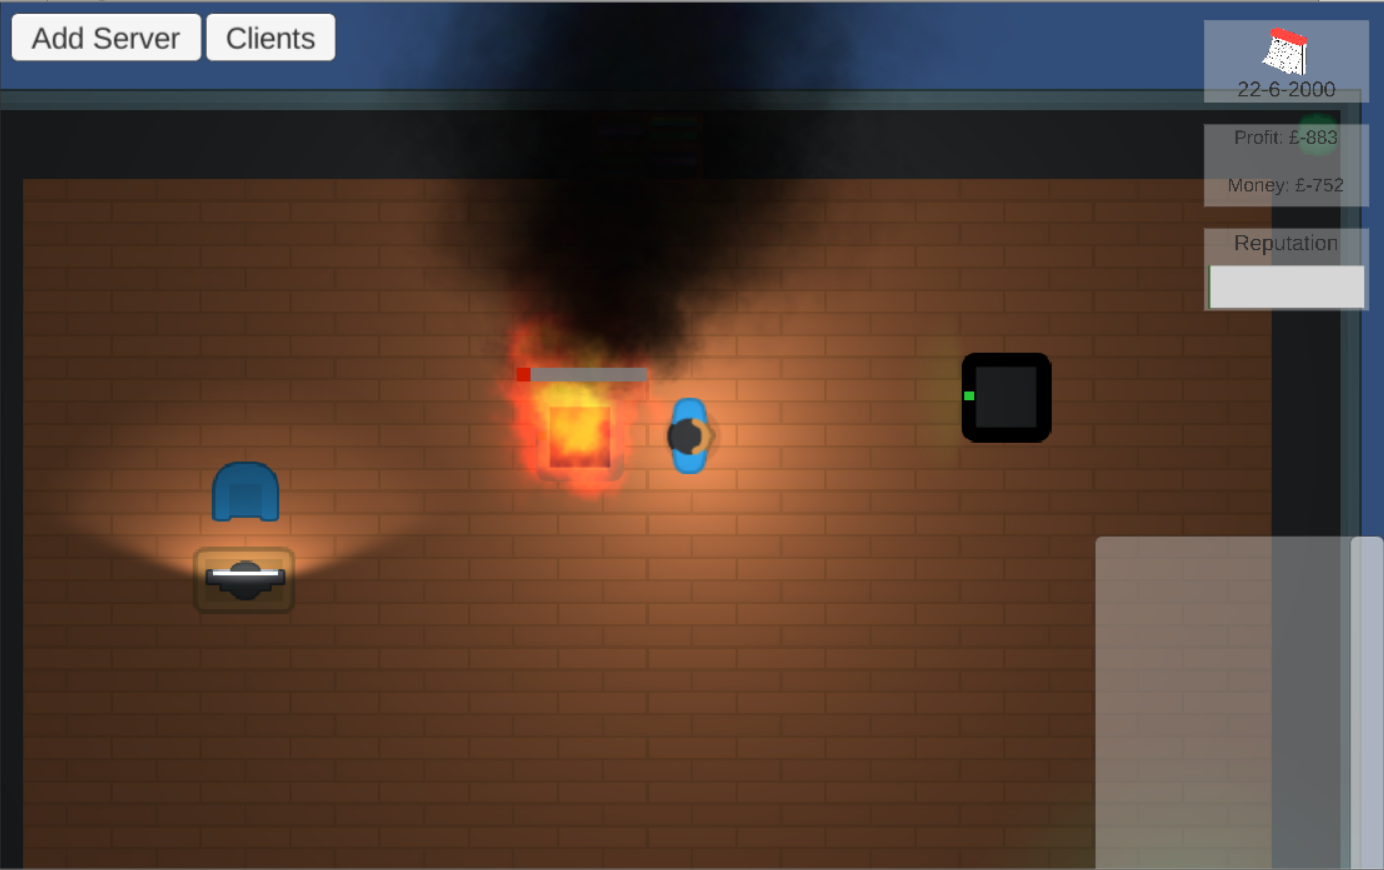 Add Server
Clients
22-6-2000
Profit: £-883
Money: £-752
Reputation